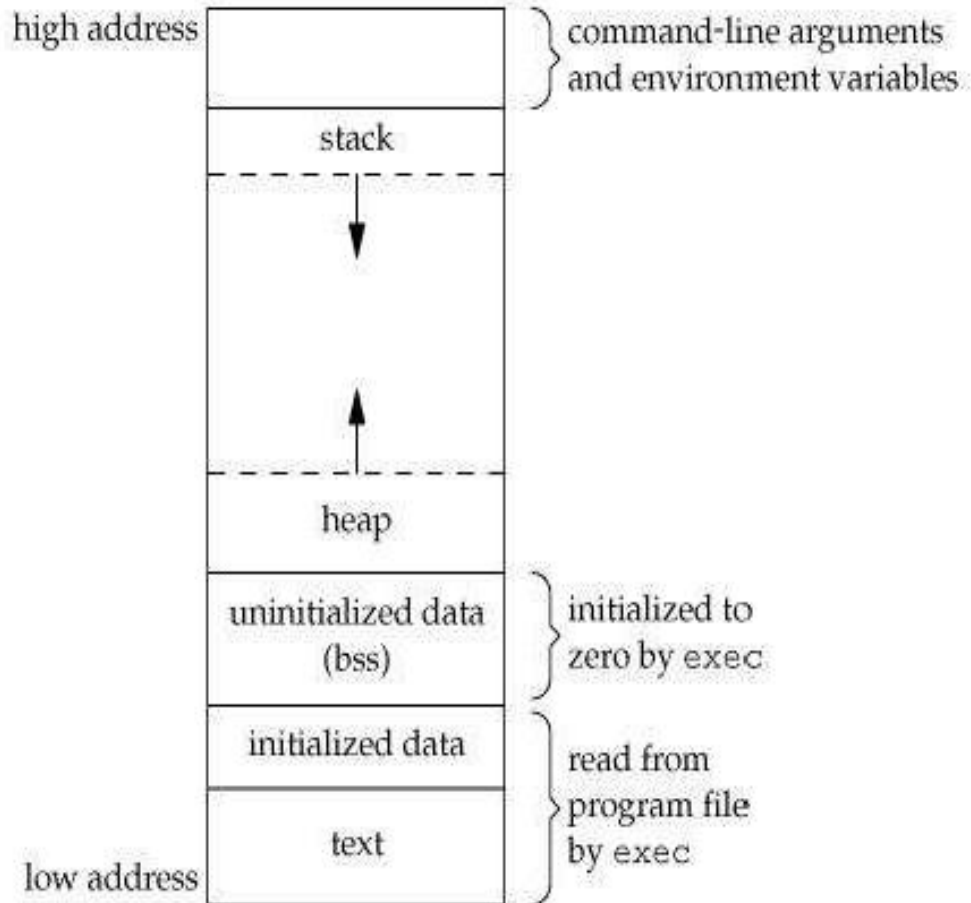 high address
command-line arguments
and environment variables
stack
heap
uninitialized data
(bss)
initialized to
zero by exec
initialized data
read from
program file
by exec
text
low address